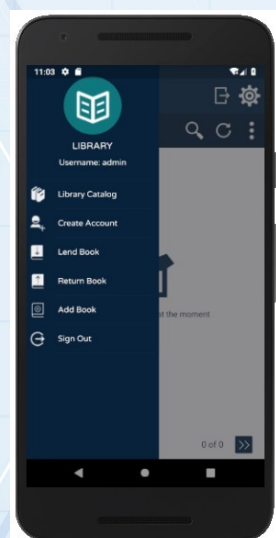 11:03
LIBRARY
Username: admin
Library Catalog
Create Account
Lend Book
Return Book
at the moment
Add Book
Sign Out
0 of 0